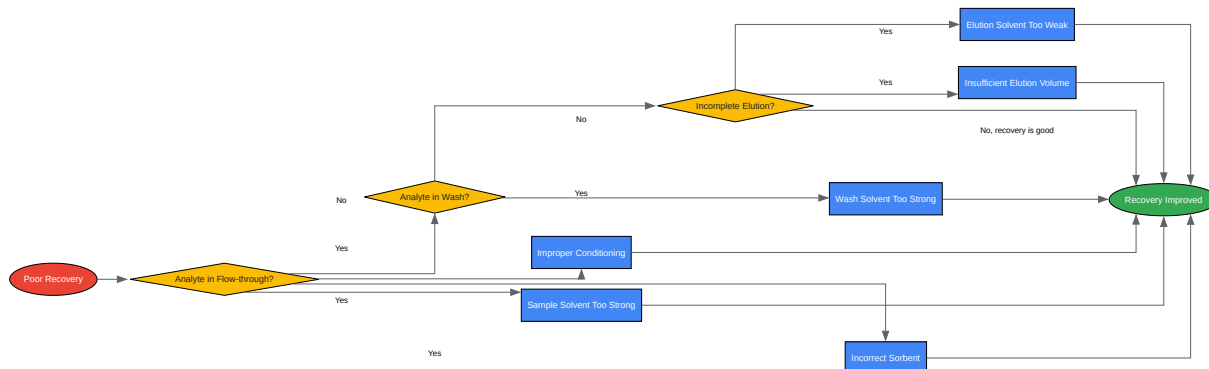 Elution Solvent Too Weak
Yes
Yes
Insufficient Elution Volume
Incomplete Elution?
No
No, recovery is good
Analyte in Wash?
Yes
Wash Solvent Too Strong
Recovery Improved
No
Yes
Improper Conditioning
Poor Recovery
Analyte in Flow-through?
Yes
Sample Solvent Too Strong
Yes
Incorrect Sorbent